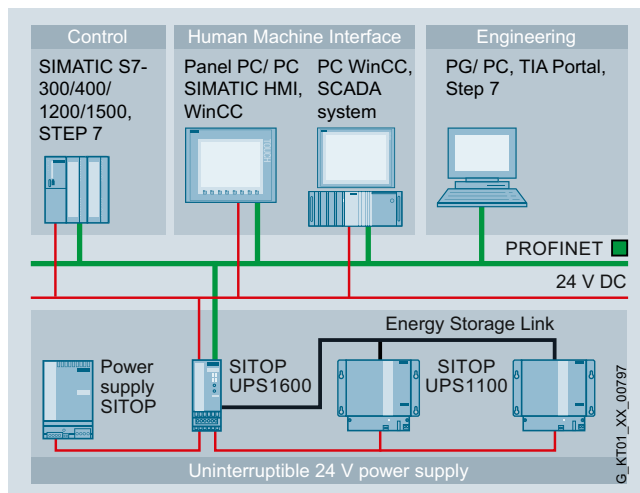 Control
Human Machine Interface
Engineering
SIMATIC S7-
300/400/
1200/1500,
STEP 7
Panel PC/ PC
SIMATIC HMI,
WinCC
PC WinCC,
SCADA
system
PG/ PC, TIA Portal,
Step 7
PROFINET
24 V DC
Energy Storage Link
Power
supply
SITOP
SITOP
UPS1600
SITOP
UPS1100
Uninterruptible 24 V power supply
G_KT01_XX_00797